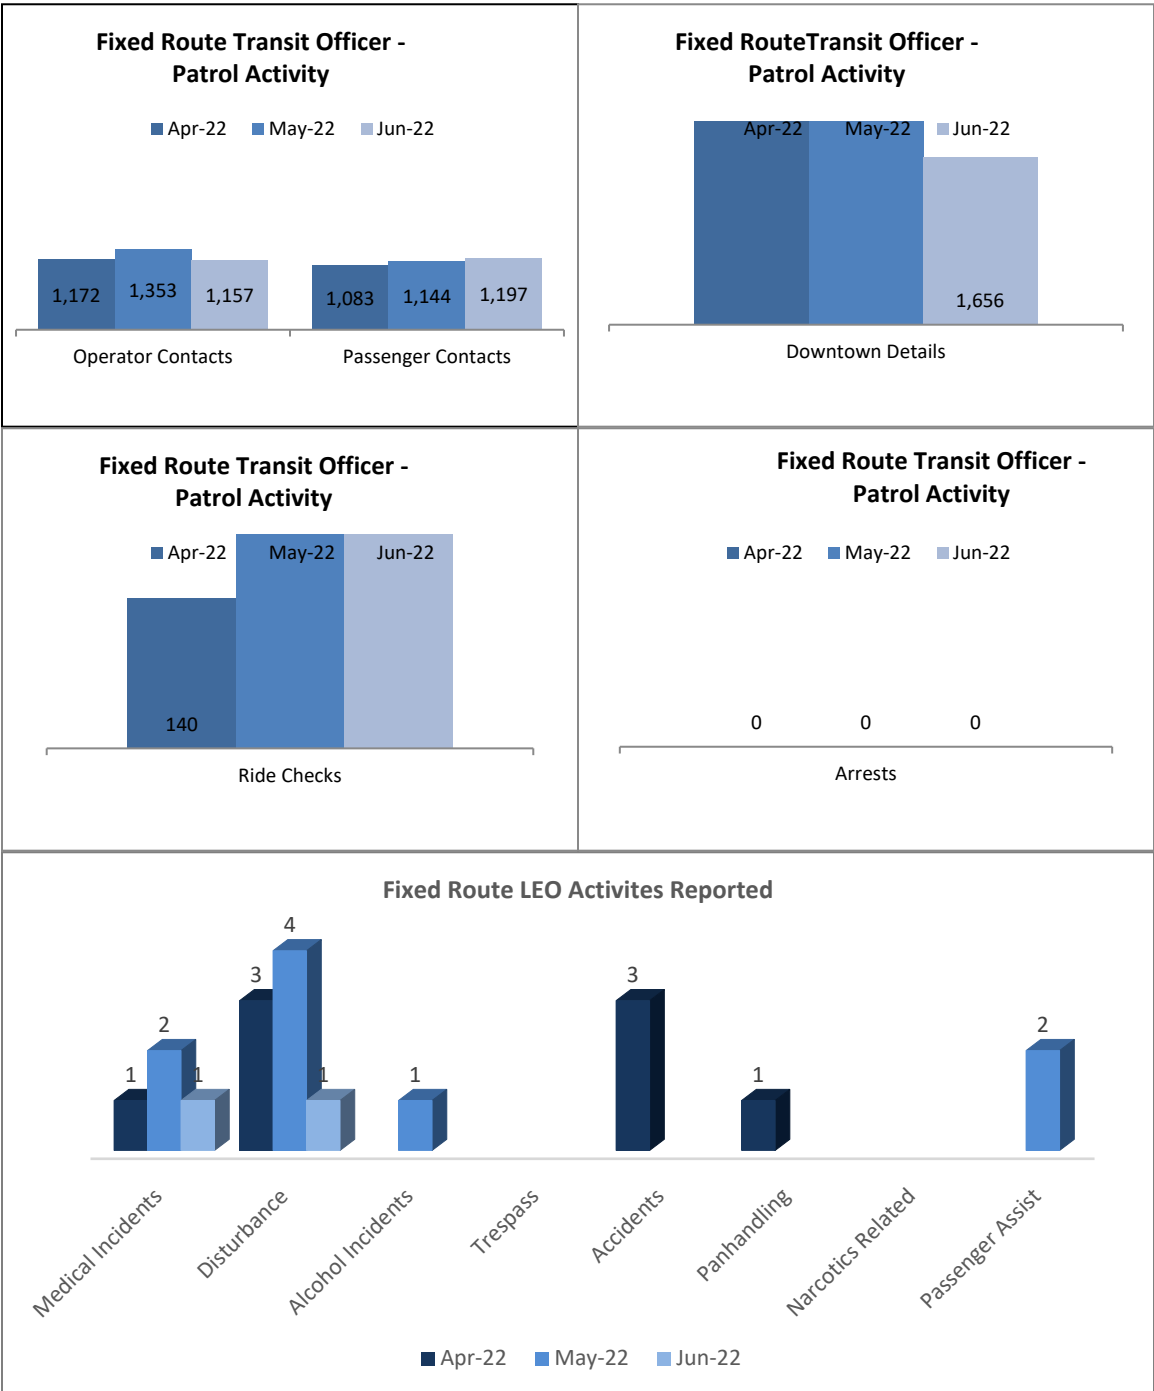 Fixed Route Transit Officer -
Patrol Activity
Apr-22 May-22 Jun-22
1,172 1,353 1,157 1,083 1,144 1,197
Operator Contacts Passenger Contacts
Fixed RouteTransit Officer -
Patrol Activity
Apr-22 May-22 Jun-22
1,656
Downtown Details
Fixed Route Transit Officer -
Patrol Activity
Apr-22 May-22 Jun-22
140
Ride Checks
Fixed Route Transit Officer -
Patrol Activity
Apr-22 May-22 Jun-22
0 0 0
Arrests
Fixed Route LEO Activites Reported
4
3 3
2 2
1 1 1 1 1
Medical Incidents Disturbance Alcohol Incidents Trespass Accidents Panhandling Narcotics Related Passenger Assist
Apr-22 May-22 Jun-22